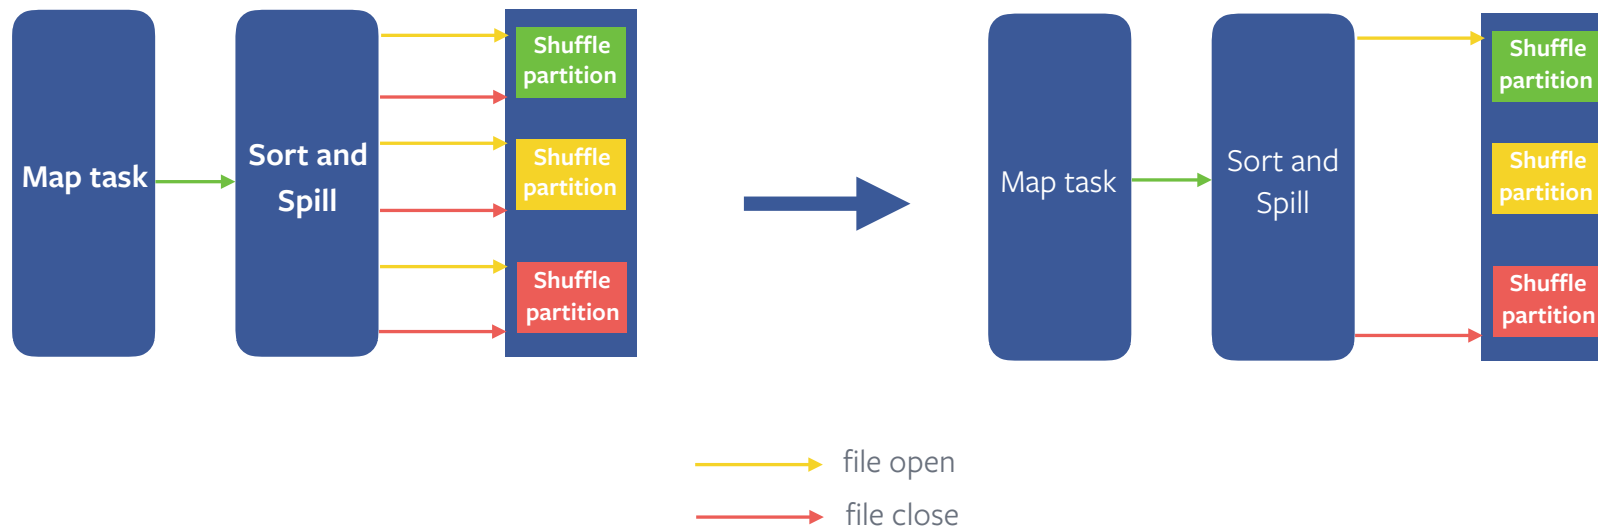 Map task
Sort and
Spill
Shuffle
partition
Shuffle
partition
Shuffle
partition
Map task
Sort and
Spill
Shuffle
partition
Shuffle
partition
Shuffle
partition
file open
file close